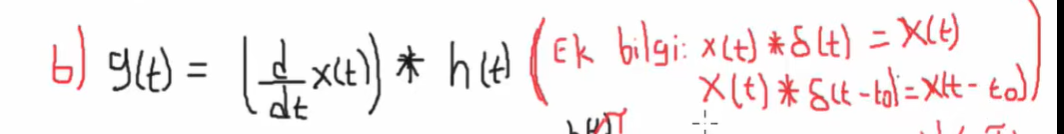 b) g(t) = (d/dt x(t)) * h(t) (Ek bilgi: x(t) * δ(t) = x(t)
x(t) * δ(t - t0) = x(t - t0))